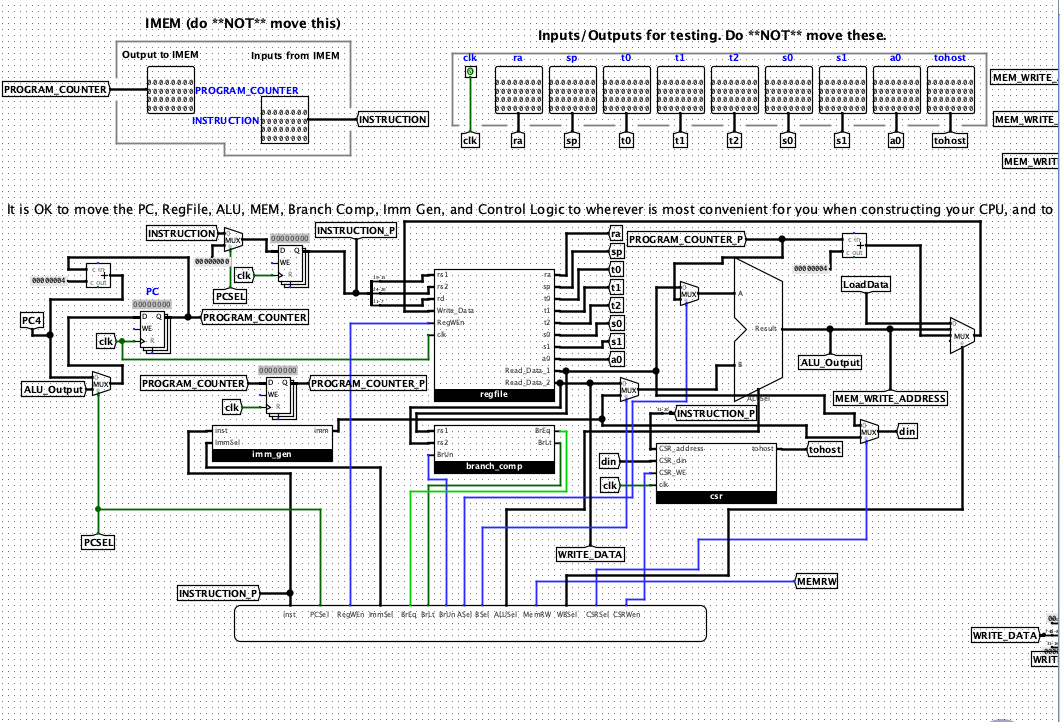 IMEM (do **NOT** move this)
Output to IMEM
Inputs from IMEM
PROGRAM_COUNTER
PROGRAM_COUNTER
INSTRUCTION
INSTRUCTION
Inputs/Outputs for testing. Do **NOT** move these.
clk ra sp t0 t1 t2 s0 s1 a0 tohost
0
clk ra sp t0 t1 t2 s0 s1 a0 tohost
MEM_WRITE_
MEM_WRITE_
MEM_WRIT
It is OK to move the PC, RegFile, ALU, MEM, Branch Comp, Imm Gen, and Control Logic to wherever is most convenient for you when constructing your CPU, and to
INSTRUCTION
MUX
00000000
PCSEL
00000000
D Q
WE
R
clk
INSTRUCTION_P
00000004
c in
c out
+
PC
00000000
D Q
WE
R
clk
PROGRAM_COUNTER
PC4
ALU_Output
MUX
PROGRAM_COUNTER
00000000
D Q
WE
R
clk
PROGRAM_COUNTER_P
rs1
rs2
rd
Write_Data
RegWEn
clk
ra
sp
t0
t1
t2
s0
s1
a0
Read_Data_1
Read_Data_2
regfile
ra
sp
t0
t1
t2
s0
s1
a0
PROGRAM_COUNTER_P
00000004
c in
c out
+
LoadData
MUX
A
B
Result
MUX
ALU_Output
MEM_WRITE_ADDRESS
MUX
INSTRUCTION_P
MUX
din
inst
ImmSel
imm
imm_gen
rs1
rs2
BrUn
BrEq
BrLt
branch_comp
din
clk
CSR_address
CSR_din
CSR_WE
clk
tohost
csr
tohost
PCSEL
WRITE_DATA
MEMRW
INSTRUCTION_P
inst PCSel RegWEn ImmSel BrEq BrLt BrUn ASel BSel ALUSel MemRW WBSel CSRSel CSRWen
WRITE_DATA
WRIT